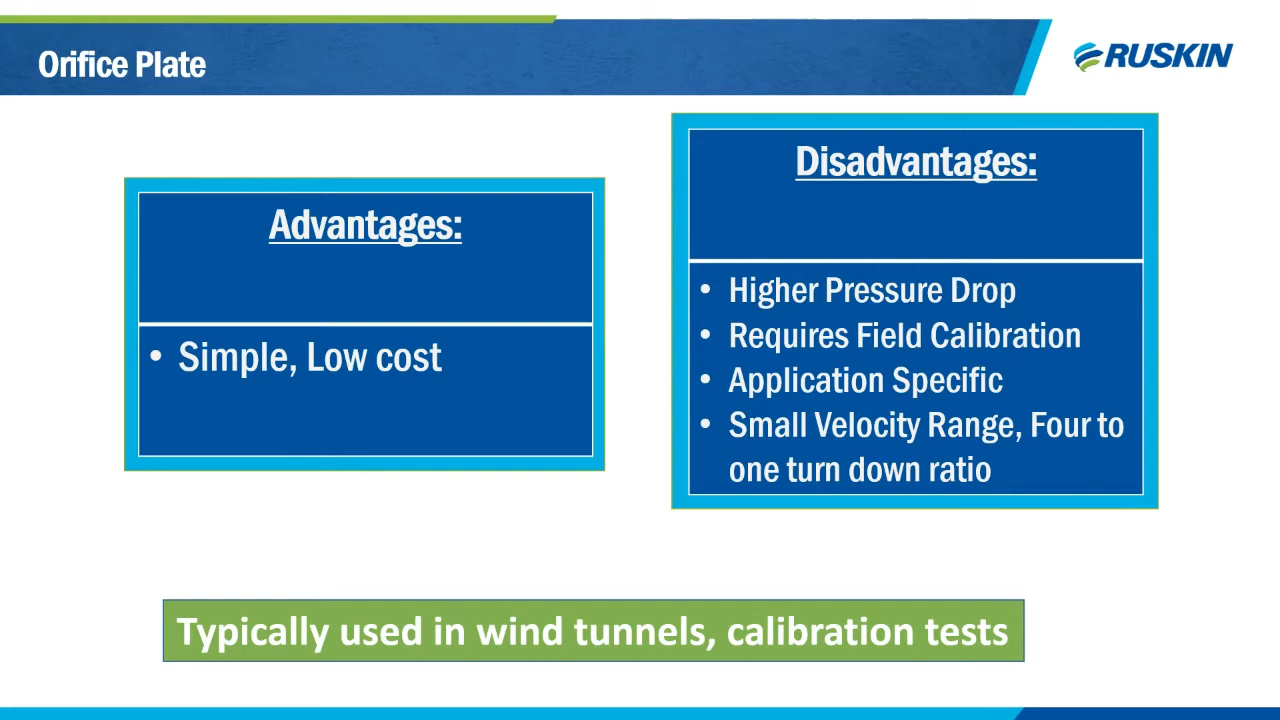 Orifice Plate
RUSKIN
Advantages:
• Simple, Low cost
Disadvantages:
• Higher Pressure Drop
• Requires Field Calibration
• Application Specific
• Small Velocity Range, Four to
one turn down ratio
Typically used in wind tunnels, calibration tests